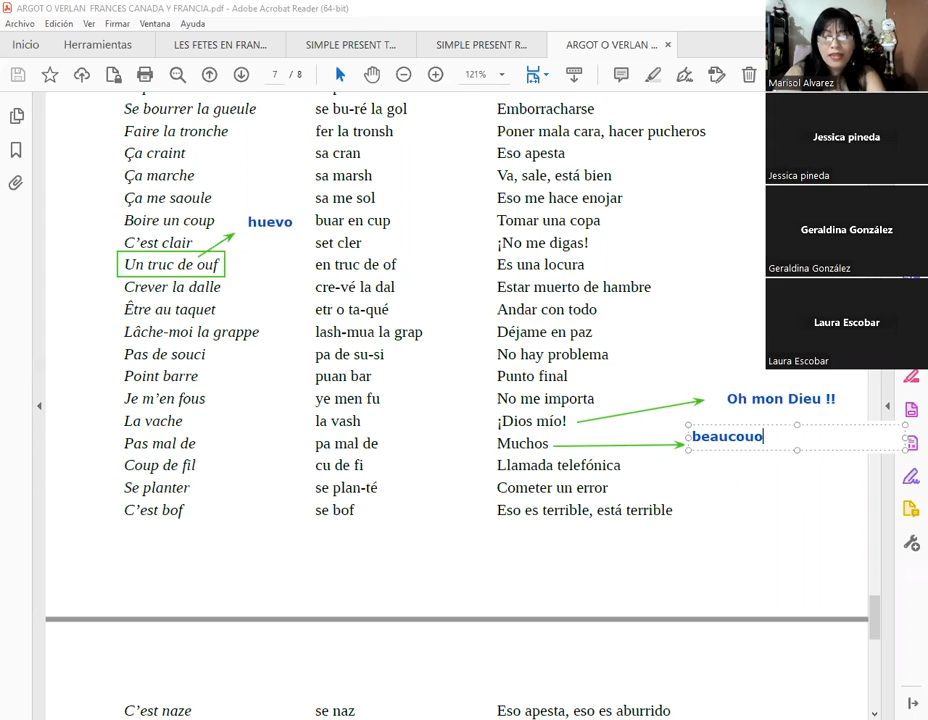 ARGOT O VERLAN  FRANCES CANADA Y FRANCIA.pdf - Adobe Acrobat Reader (64-bit)
Archivo Edición Ver Firmar Ventana Ayuda
Inicio Herramientas LES FETES EN FRAN... SIMPLE PRESENT T... SIMPLE PRESENT R... ARGOT O VERLAN ... ×
7 / 8 121%
Marisol Alvarez
Jessica pineda
Jessica pineda
Geraldina González
Geraldina González
Laura Escobar
Laura Escobar
Se bourrer la gueule se bu-ré la gol Emborracharse
Faire la tronche fer la tronsh Poner mala cara, hacer pucheros
Ça craint sa cran Eso apesta
Ça marche sa marsh Va, sale, está bien
Ça me saoule sa me sol Eso me hace enojar
Boire un coup huevo buar en cup Tomar una copa
C'est clair set cler ¡No me digas!
Un truc de ouf en truc de of Es una locura
Crever la dalle cre-vé la dal Estar muerto de hambre
Être au taquet etr o ta-qué Andar con todo
Lâche-moi la grappe lash-mua la grap Déjame en paz
Pas de souci pa de su-si No hay problema
Point barre puan bar Punto final
Je m'en fous ye men fu No me importa Oh mon Dieu !!
La vache la vash ¡Dios mío!
Pas mal de pa mal de Muchos beaucouo
Coup de fil cu de fi Llamada telefónica
Se planter se plan-té Cometer un error
C'est bof se bof Eso es terrible, está terrible
C'est naze se naz Eso apesta, eso es aburrido